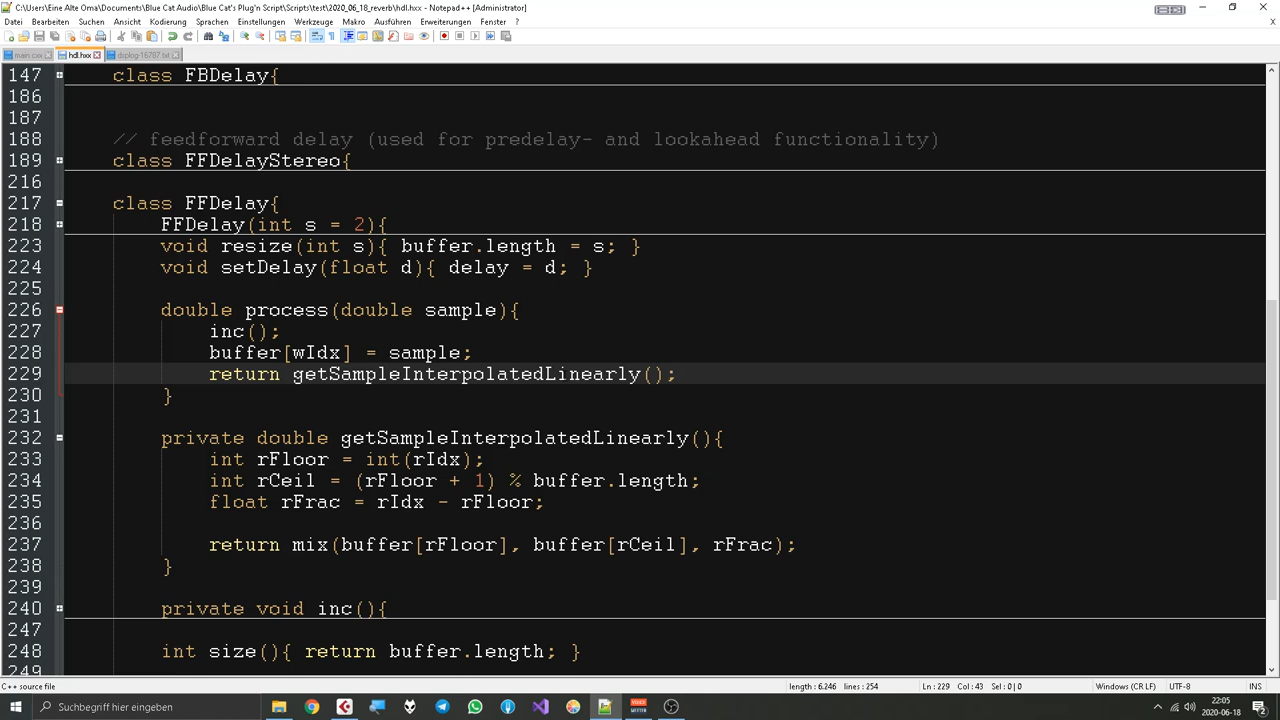 C:\Users\Eine Alte Oma\Documents\Blue Cat Audio\Blue Cat's Plug'n Script\Scripts\test\2020_06_18_reverb\hdl.hxx - Notepad++ [Administrator]
Datei Bearbeiten Suchen Ansicht Kodierung Sprachen Einstellungen Werkzeuge Makro Ausführen Erweiterungen Fenster ?
main.cxx hdl.hxx dsplog-16787.txt
147 class FBDelay{
186
187
188 // feedforward delay (used for predelay- and lookahead functionality)
189 class FFDelayStereo{
216
217 class FFDelay{
218 FFDelay(int s = 2){
223 void resize(int s){ buffer.length = s; }
224 void setDelay(float d){ delay = d; }
225
226 double process(double sample){
227 inc();
228 buffer[wIdx] = sample;
229 return getSampleInterpolatedLinearly();
230 }
231
232 private double getSampleInterpolatedLinearly(){
233 int rFloor = int(rIdx);
234 int rCeil = (rFloor + 1) % buffer.length;
235 float rFrac = rIdx - rFloor;
236
237 return mix(buffer[rFloor], buffer[rCeil], rFrac);
238 }
239
240 private void inc(){
247
248 int size(){ return buffer.length; }
249
C++ source file length : 6.246 lines : 254 Ln : 229 Col : 43 Sel : 0 | 0 Windows (CR LF) UTF-8 INS
Suchbegriff hier eingeben 22:05
2020-06-18